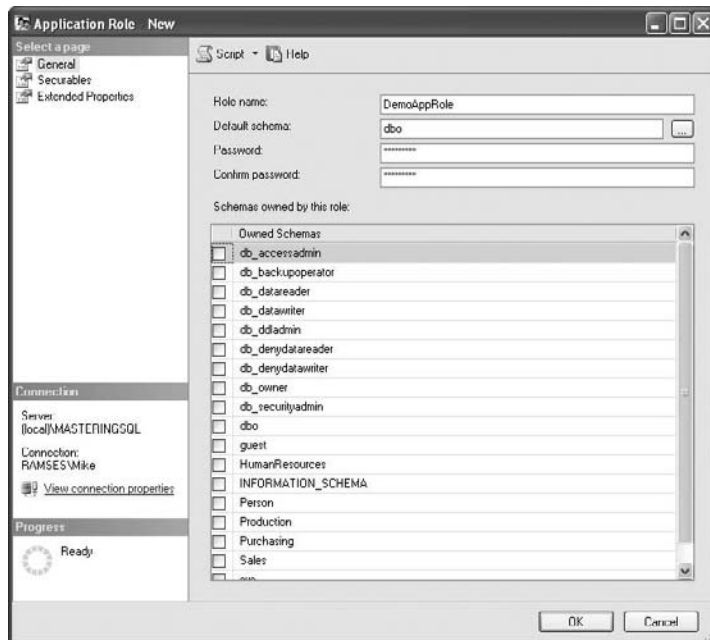 Application Role New
Select a page
General
Securables
Extended Properties
Script Help
Role name: DemoAppRole
Default schema: dbo ...
Password: *********
Confirm password: *********
Schemas owned by this role:
Owned Schemas
db_accessadmin
db_backupoperator
db_datareader
db_datawriter
db_ddladmin
db_denydatareader
db_denydatawriter
db_owner
db_securityadmin
dbo
guest
HumanResources
INFORMATION_SCHEMA
Person
Production
Purchasing
Sales
Connection
Server:
(local)\MASTERINGSQL
Connection:
RAMSES\Mike
View connection properties
Progress
Ready
OK Cancel